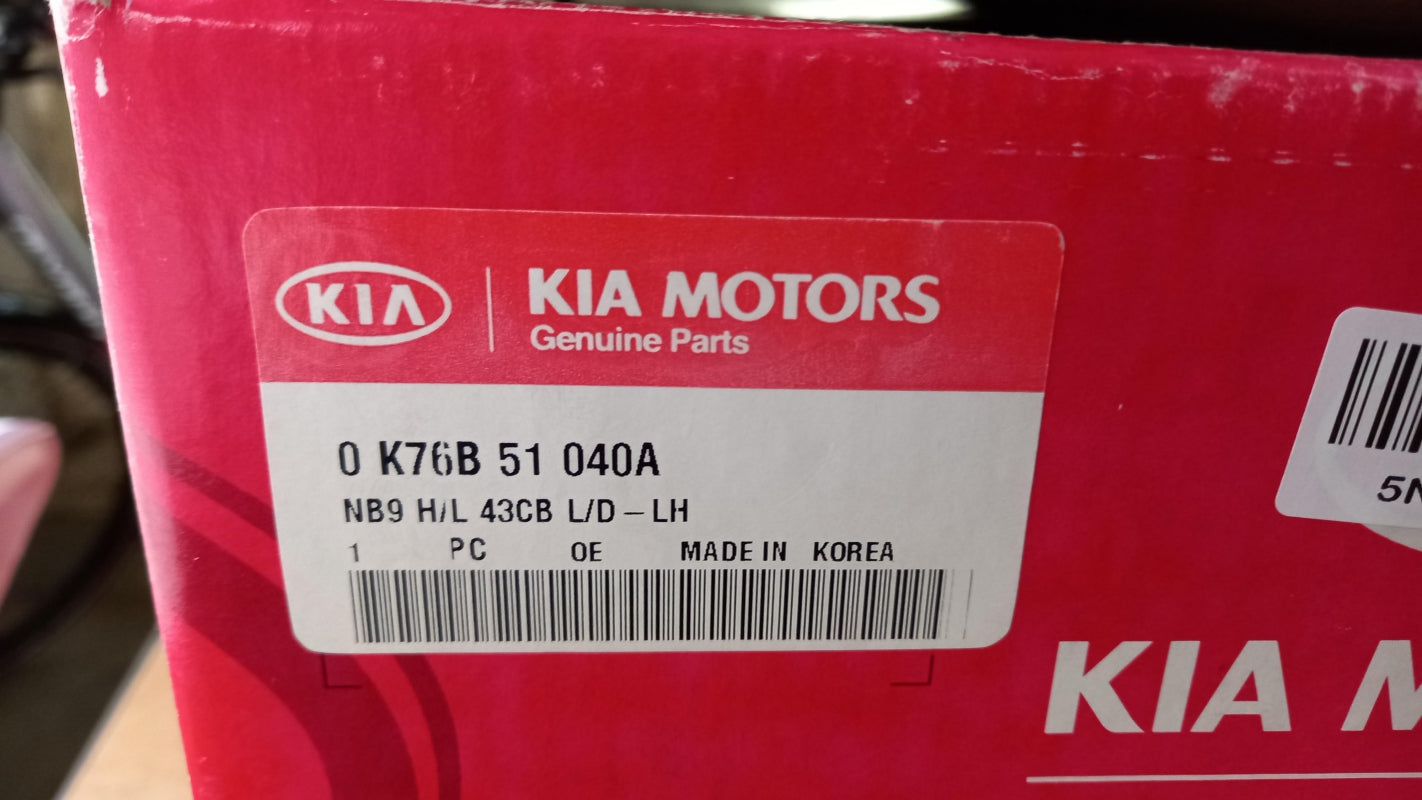 KIA
KIA MOTORS
Genuine Parts
0 K76B 51 040A
NB9 H/L 43CB L/D – LH
1 PC OE MADE IN KOREA
5N
KIA M